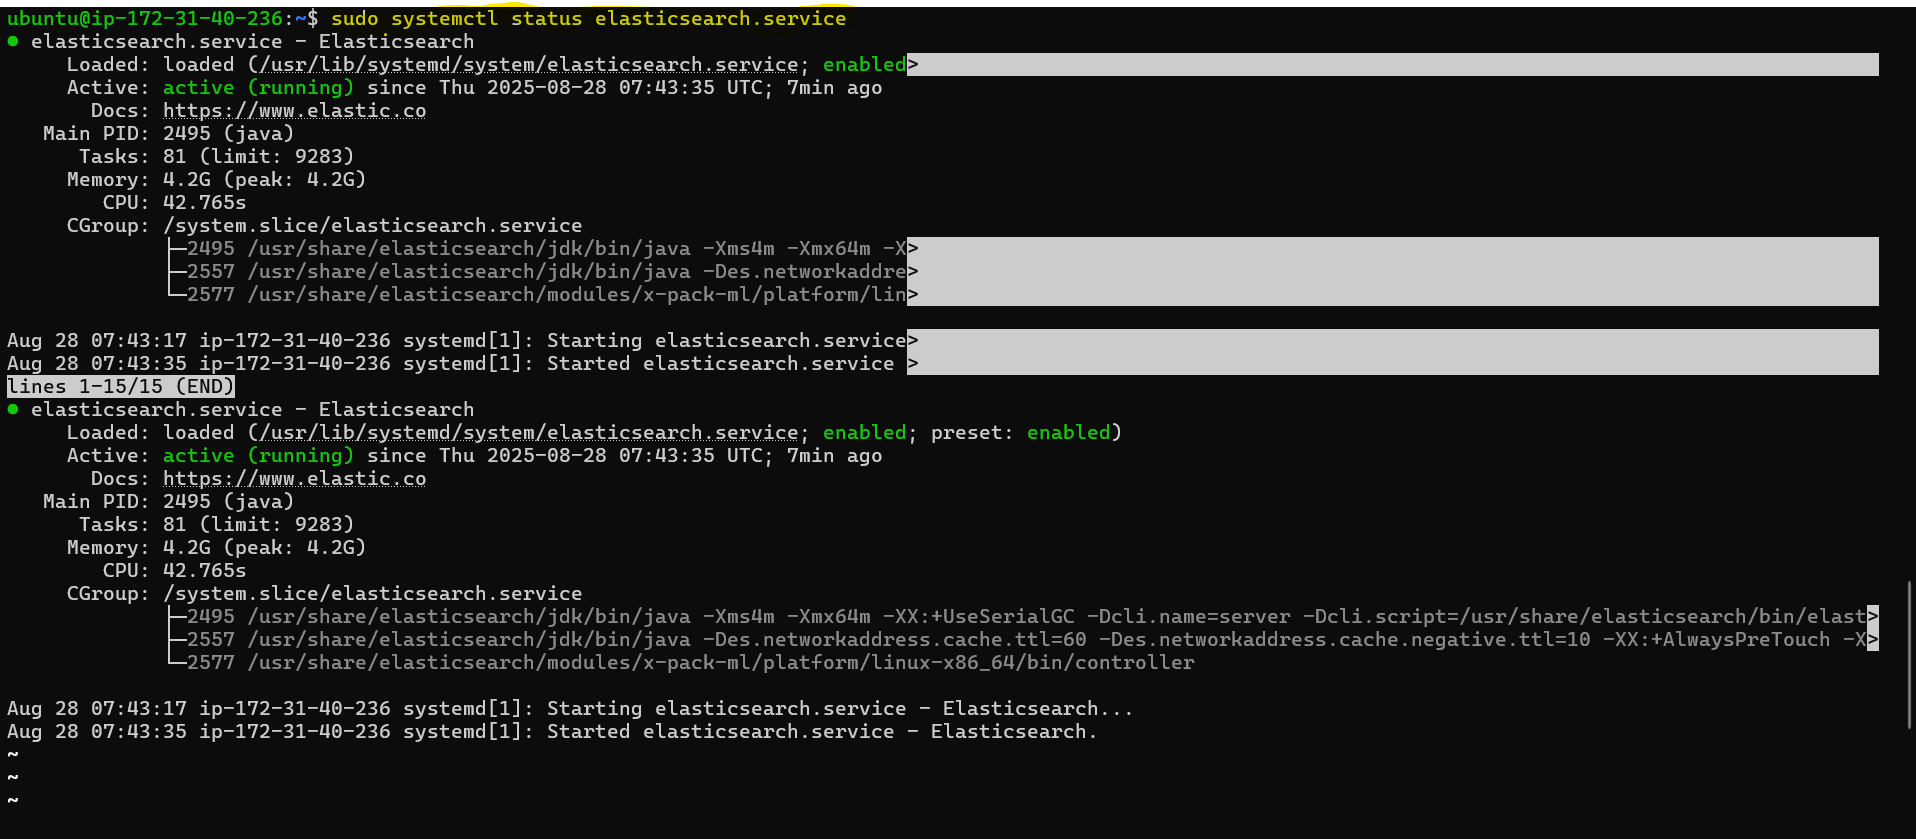 ubuntu@ip-172-31-40-236:~$ sudo systemctl status elasticsearch.service
● elasticsearch.service - Elasticsearch
     Loaded: loaded (/usr/lib/systemd/system/elasticsearch.service; enabled>
     Active: active (running) since Thu 2025-08-28 07:43:35 UTC; 7min ago
       Docs: https://www.elastic.co
   Main PID: 2495 (java)
      Tasks: 81 (limit: 9283)
     Memory: 4.2G (peak: 4.2G)
        CPU: 42.765s
     CGroup: /system.slice/elasticsearch.service
             ├─2495 /usr/share/elasticsearch/jdk/bin/java -Xms4m -Xmx64m -X>
             ├─2557 /usr/share/elasticsearch/jdk/bin/java -Des.networkaddre>
             └─2577 /usr/share/elasticsearch/modules/x-pack-ml/platform/lin>

Aug 28 07:43:17 ip-172-31-40-236 systemd[1]: Starting elasticsearch.service>
Aug 28 07:43:35 ip-172-31-40-236 systemd[1]: Started elasticsearch.service >
lines 1-15/15 (END)
● elasticsearch.service - Elasticsearch
     Loaded: loaded (/usr/lib/systemd/system/elasticsearch.service; enabled; preset: enabled)
     Active: active (running) since Thu 2025-08-28 07:43:35 UTC; 7min ago
       Docs: https://www.elastic.co
   Main PID: 2495 (java)
      Tasks: 81 (limit: 9283)
     Memory: 4.2G (peak: 4.2G)
        CPU: 42.765s
     CGroup: /system.slice/elasticsearch.service
             ├─2495 /usr/share/elasticsearch/jdk/bin/java -Xms4m -Xmx64m -XX:+UseSerialGC -Dcli.name=server -Dcli.script=/usr/share/elasticsearch/bin/elast>
             ├─2557 /usr/share/elasticsearch/jdk/bin/java -Des.networkaddress.cache.ttl=60 -Des.networkaddress.cache.negative.ttl=10 -XX:+AlwaysPreTouch -X>
             └─2577 /usr/share/elasticsearch/modules/x-pack-ml/platform/linux-x86_64/bin/controller

Aug 28 07:43:17 ip-172-31-40-236 systemd[1]: Starting elasticsearch.service - Elasticsearch...
Aug 28 07:43:35 ip-172-31-40-236 systemd[1]: Started elasticsearch.service - Elasticsearch.
~
~
~